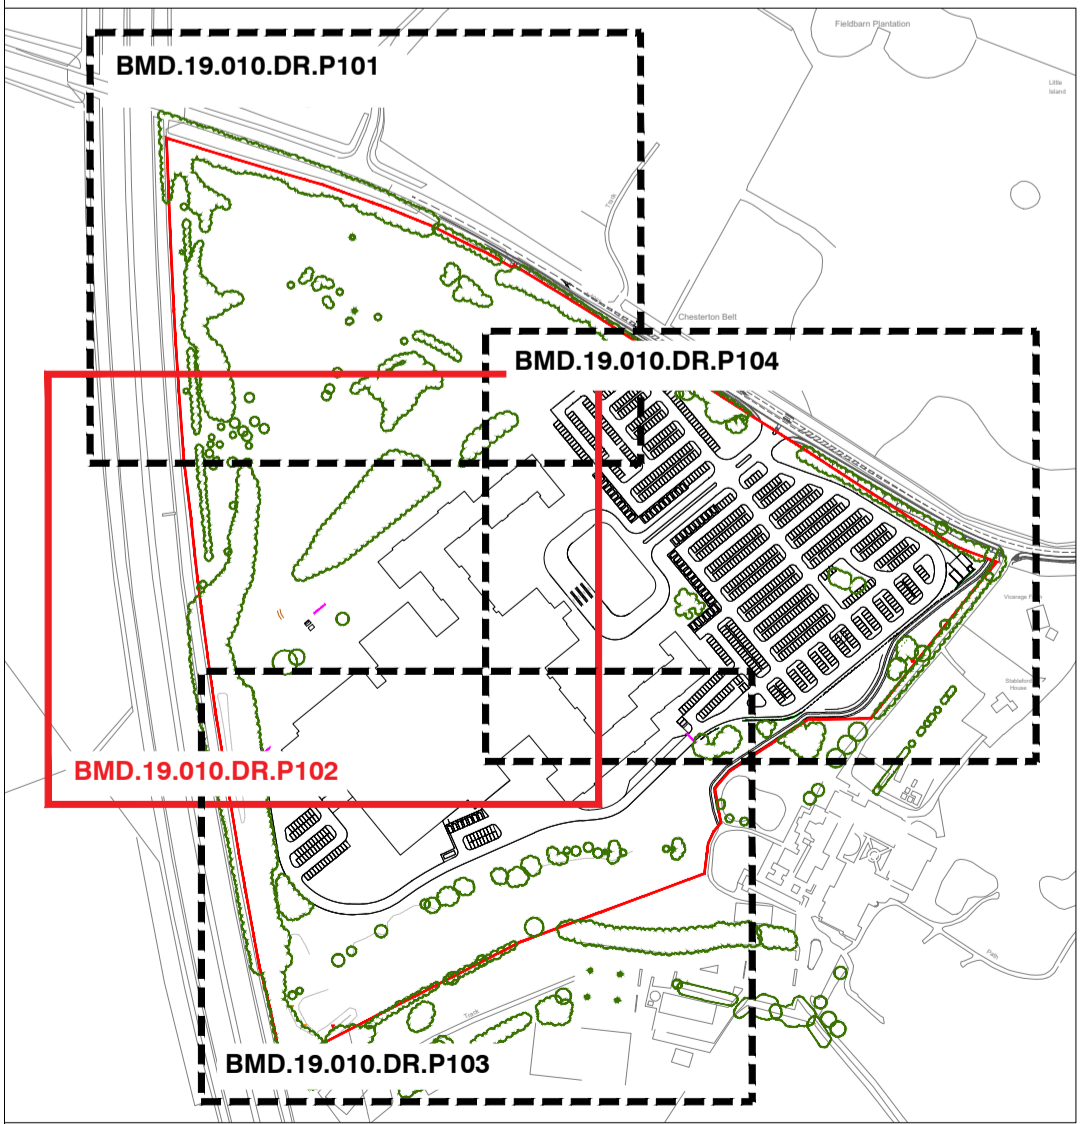 Fieldbarn Plantation
BMD.19.010.DR.P101
Little
Island
Track
Chesterton Belt
BMD.19.010.DR.P104
Vicarage
Stableford
House
BMD.19.010.DR.P102
Path
Track
BMD.19.010.DR.P103